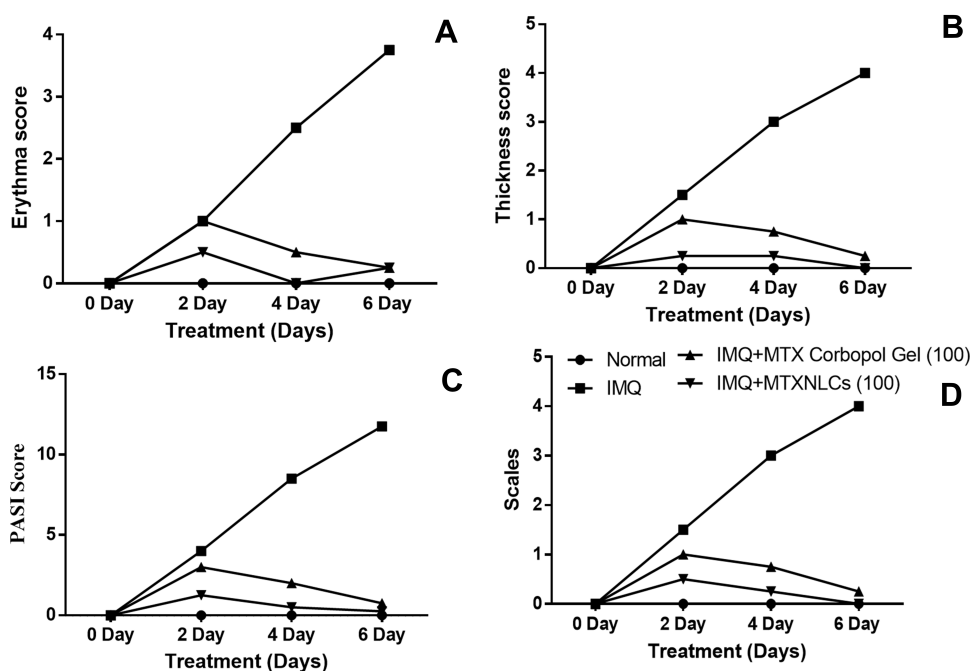 A
Erythma score
4
3
2
1
0
0 Day 2 Day 4 Day 6 Day
Treatment (Days)
B
Thickness score
5
4
3
2
1
0
0 Day 2 Day 4 Day 6 Day
Treatment (Days)
C
PASI Score
15
10
5
0
0 Day 2 Day 4 Day 6 Day
Treatment (Days)
Normal
IMQ
IMQ+MTX Corbopol Gel (100)
IMQ+MTXNLCs (100)
D
Scales
5
4
3
2
1
0
0 Day 2 Day 4 Day 6 Day
Treatment (Days)